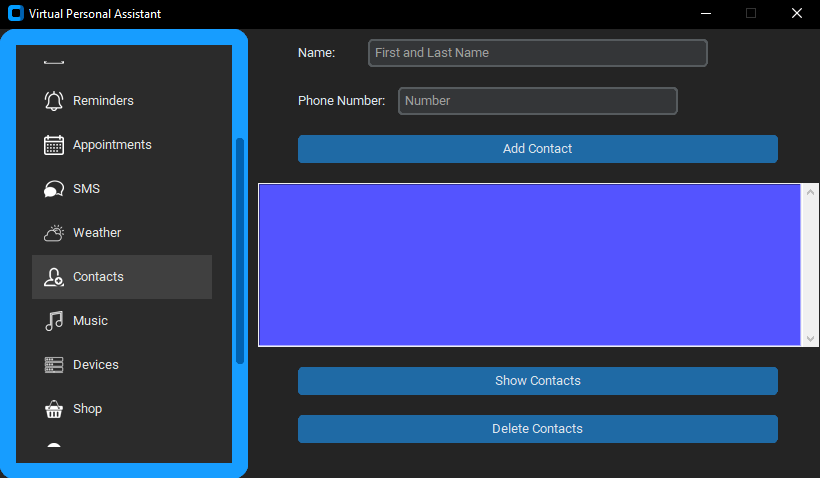 Virtual Personal Assistant
Reminders
Appointments
SMS
Weather
Contacts
Music
Devices
Shop
Name:
First and Last Name
Phone Number:
Number
Add Contact
Show Contacts
Delete Contacts